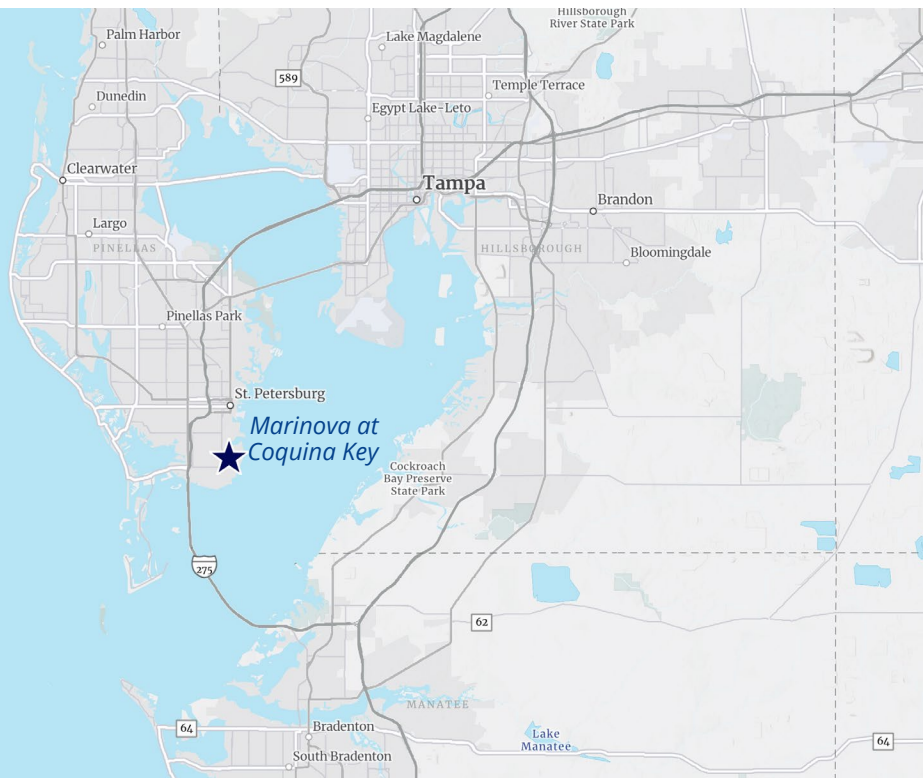 Hillsborough
River State Park
Palm Harbor
Lake Magdalene
589
Temple Terrace
Dunedin
Egypt Lake-Leto
Clearwater
Tampa
Brandon
Largo
PINELLAS
HILLSBOROUGH
Bloomingdale
Pinellas Park
St. Petersburg
Marinova at
Coquina Key
Cockroach
Bay Preserve
State Park
275
62
MANATEE
64
Bradenton
Lake
Manatee
64
South Bradenton